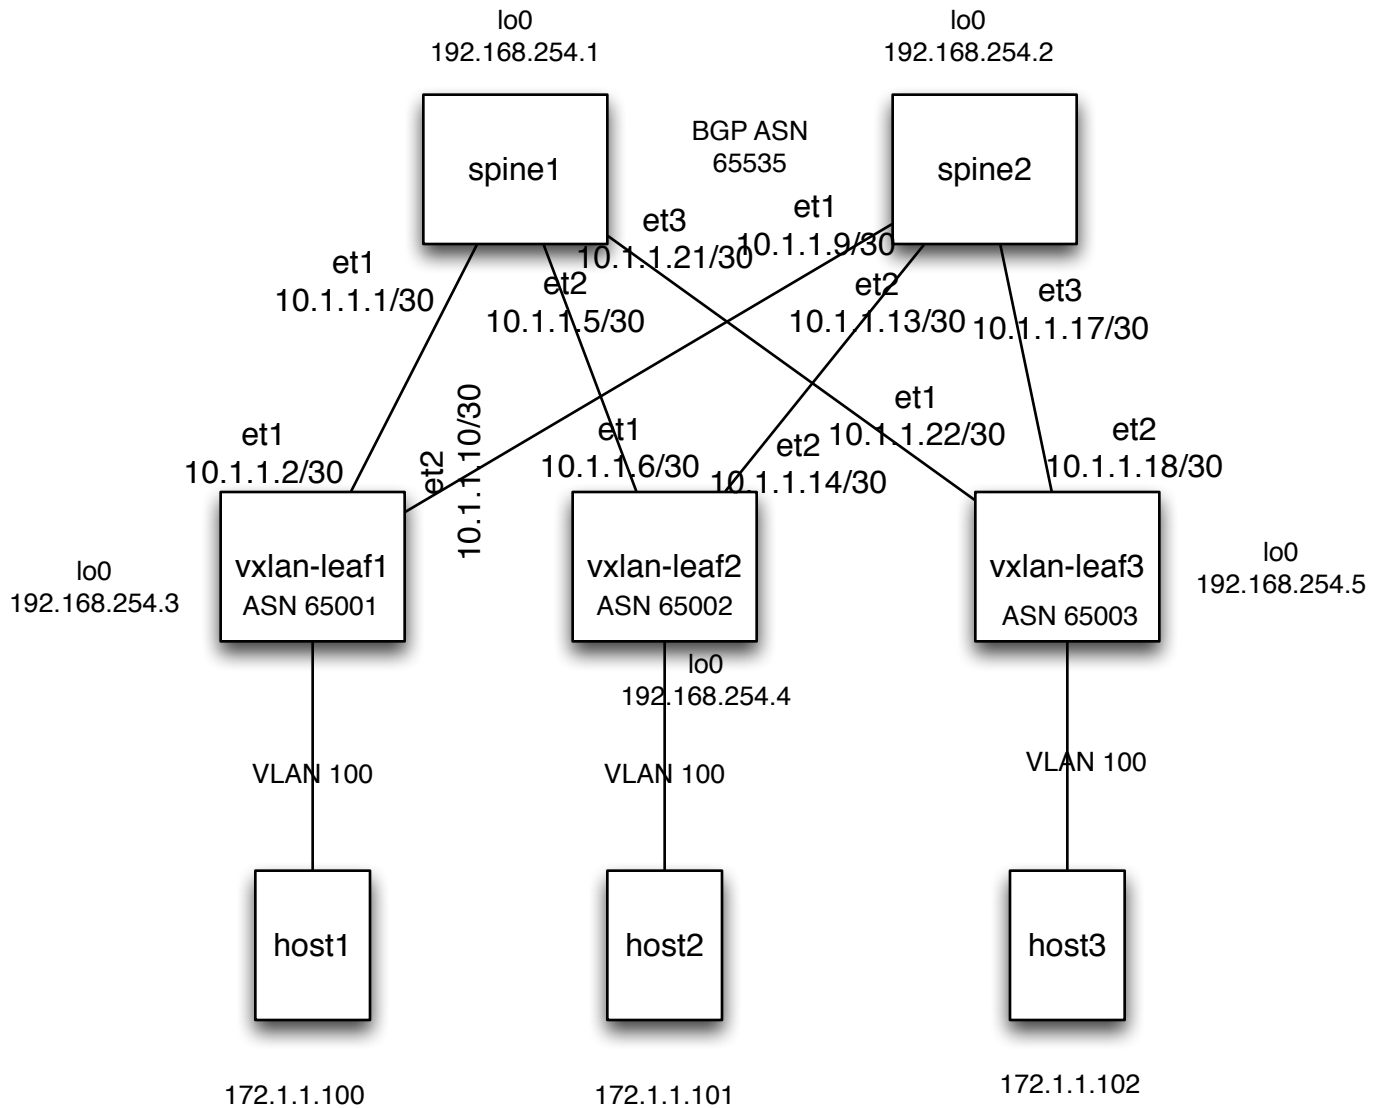 lo0
192.168.254.1
lo0
192.168.254.2
BGP ASN
65535
spine1
spine2
et3
10.1.1.21/30
et1
10.1.1.9/30
et1
10.1.1.1/30
et2
10.1.1.5/30
et2
10.1.1.13/30
et3
10.1.1.17/30
et1
10.1.1.2/30
et2
10.1.1.10/30
et1
10.1.1.6/30
et2
10.1.1.14/30
et1
10.1.1.22/30
et2
10.1.1.18/30
lo0
192.168.254.3
vxlan-leaf1
ASN 65001
vxlan-leaf2
ASN 65002
vxlan-leaf3
ASN 65003
lo0
192.168.254.5
lo0
192.168.254.4
VLAN 100
VLAN 100
VLAN 100
host1
host2
host3
172.1.1.100
172.1.1.101
172.1.1.102